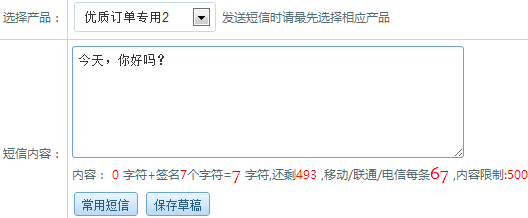 选择产品： 优质订单专用2 发送短信时请最先选择相应产品
今天，你好吗？
短信内容：
内容： 0 字符+签名7个字符=7 字符,还剩493 ,移动/联通/电信每条67 ,内容限制:500
常用短信 保存草稿